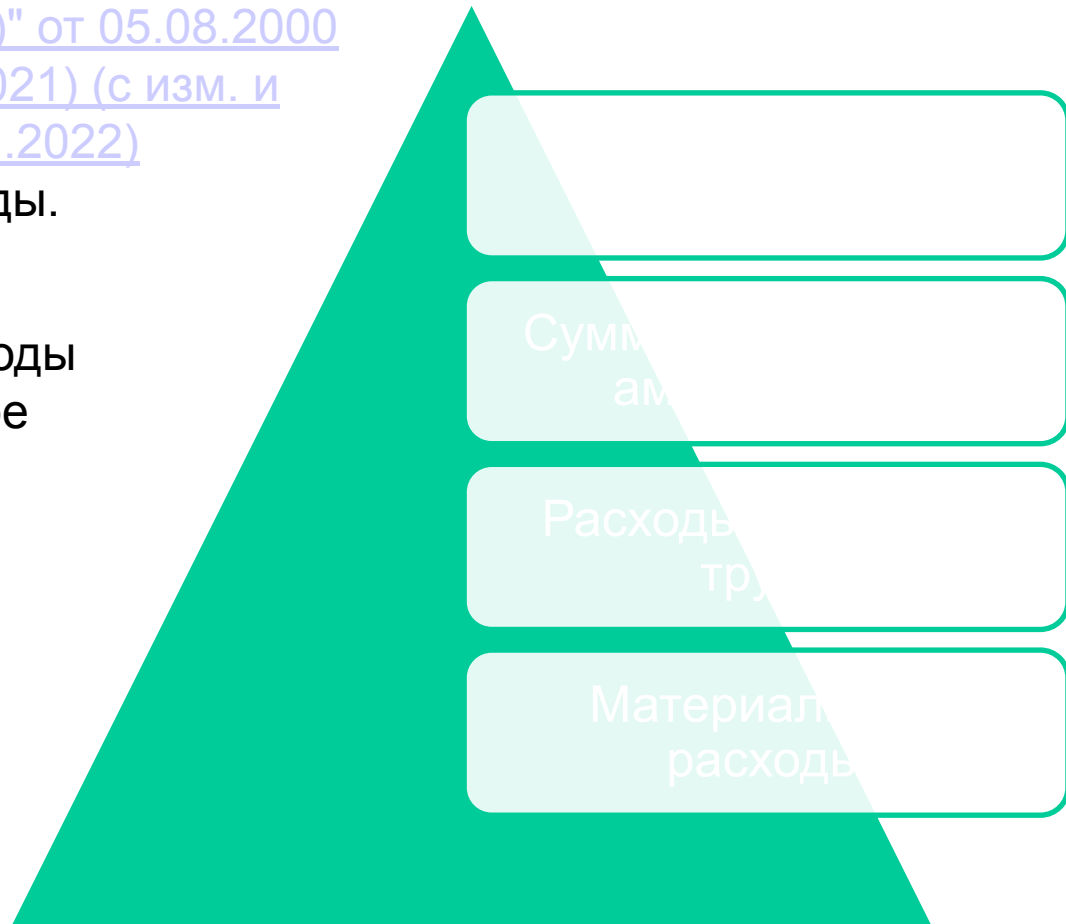 )" от 05.08.2000
021) (с изм. и
.2022)
ды.
оды
е
Сумм
ам
Расходы
тру
Материал
расходы